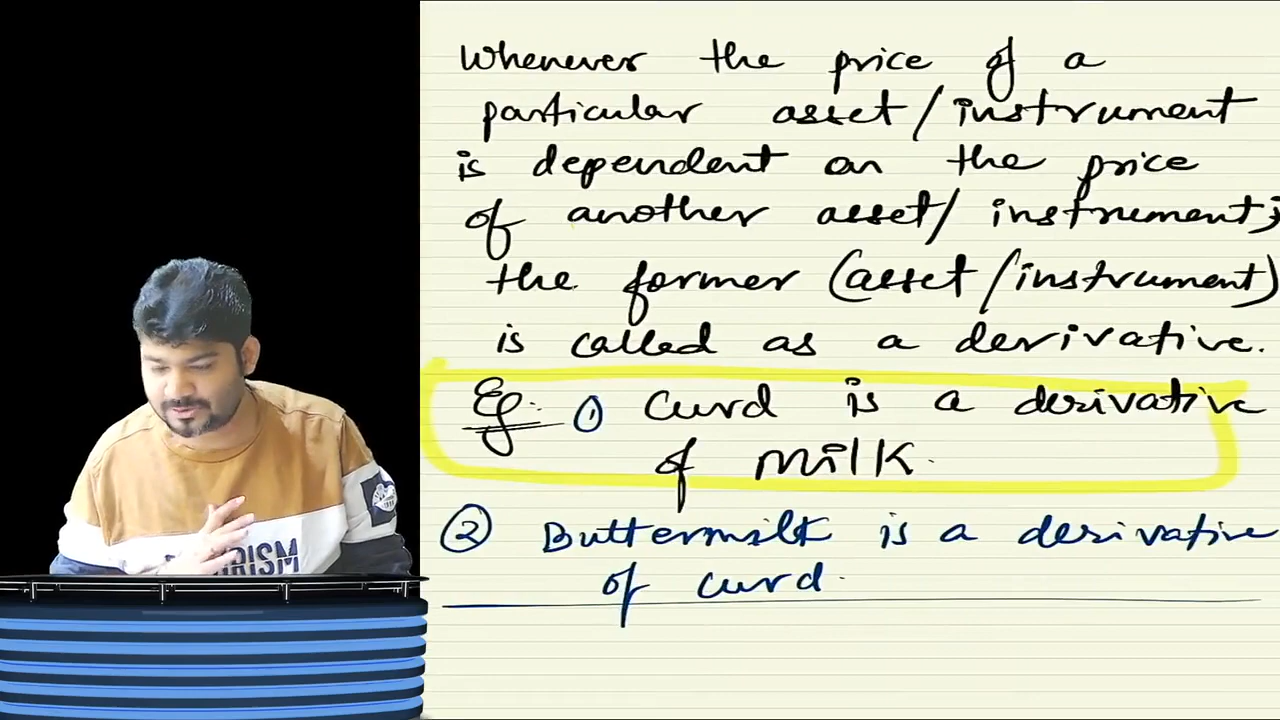 Whenever the price of a
particular asset/instrument
is dependent on the price
of another asset/instrument;
the former (asset/instrument)
is called as a derivative.
Eg: ① Curd is a derivative
of Milk.
② Buttermilk is a derivative
of curd.